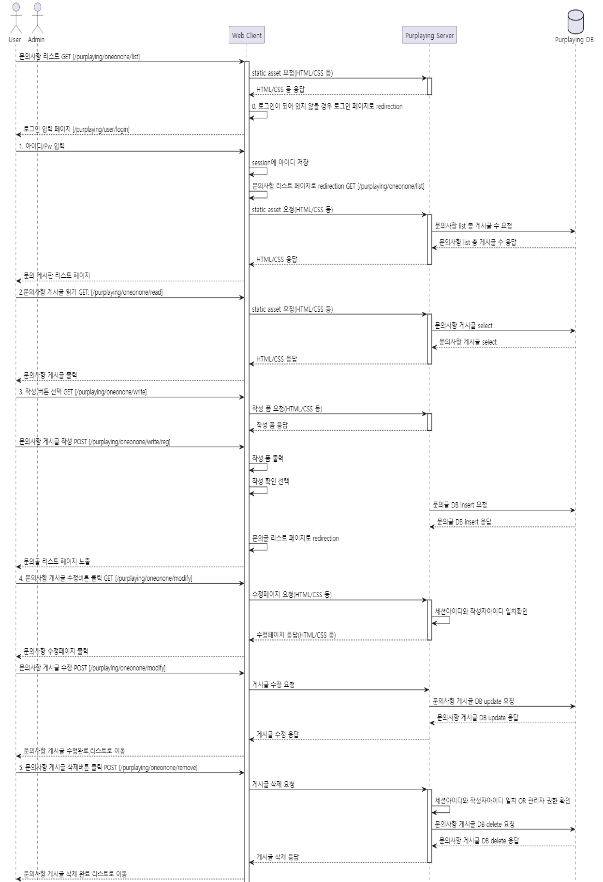 User Admin Web Client Purplaying Server Purplaying DB
문의사항 리스트 GET [/purplaying/oneonone/list]
static asset 요청(HTML/CSS 등)
HTML/CSS 등 응답
0. 로그인이 되어 있지 않을 경우 로그인 페이지로 redirection
로그인 입력 페이지 [/purplaying/user/login]
1. 아이디/Pw 입력
session에 아이디 저장
문의사항 리스트 페이지로 redirection GET [/purplaying/oneonone/list]
static asset 요청(HTML/CSS 등)
문의사항 list 총 게시글 수 요청
문의사항 list 총 게시글 수 응답
HTML/CSS 응답
문의 게시판 리스트 페이지
2.문의사항 게시글 읽기 GET: [/purplaying/oneonone/read]
static asset 요청(HTML/CSS 등)
문의사항 게시글 select
문의사항 게시글 select
HTML/CSS 응답
문의사항 게시글 출력
3. 작성 버튼 선택 GET [/purplaying/oneonone/write]
작성 폼 요청(HTML/CSS 등)
작성 폼 응답
문의사항 게시글 작성 POST [/purplaying/oneonone/write/reg]
작성 폼 출력
작성 확인 선택
문의글 DB insert 요청
문의글 DB insert 응답
문의글 리스트 페이지로 redirection
문의글 리스트 페이지 노출
4. 문의사항 게시글 수정버튼 클릭 GET [/purplaying/oneonone/modify]
수정페이지 요청(HTML/CSS 등)
세션아이디와 작성자아이디 일치확인
수정페이지 응답(HTML/CSS 등)
문의사항 수정페이지 출력
문의사항 게시글 수정 POST [/purplaying/oneonone/modify]
게시글 수정 요청
문의사항 게시글 DB update 요청
문의사항 게시글 DB update 응답
게시글 수정 응답
문의사항 게시글 수정완료,리스트로 이동
5. 문의사항 게시글 삭제버튼 클릭 POST [/purplaying/oneonone/remove]
게시글 삭제 요청
세션아이디와 작성자아이디 일치 OR 관리자 권한 확인
문의사항 게시글 DB delete 요청
문의사항 게시글 DB delete 응답
게시글 삭제 응답
문의사항 게시글 삭제 완료 리스트로 이동